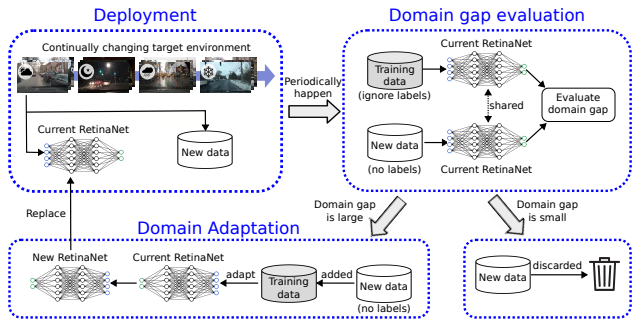 Deployment
Continually changing target environment
Current RetinaNet
New data
Periodically
happen
Domain gap evaluation
Current RetinaNet
Training
data
(ignore labels)
shared
Evaluate
domain gap
New data
(no labels)
Current RetinaNet
Replace
Domain gap
is large
Domain gap
is small
Domain Adaptation
New RetinaNet
Current RetinaNet
adapt
Training
data
added
New data
(no labels)
New data
discarded